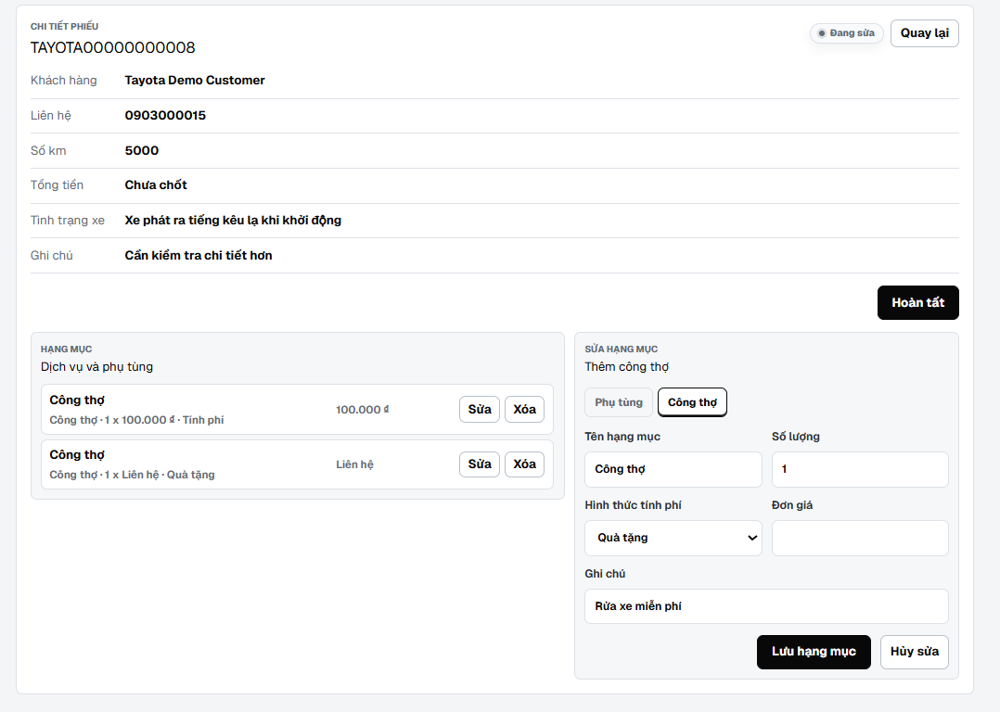 CHI TIẾT PHIẾU
TAYOTA00000000008
Đang sửa
Quay lại
Khách hàng Tayota Demo Customer
Liên hệ 0903000015
Số km 5000
Tổng tiền Chưa chốt
Tình trạng xe Xe phát ra tiếng kêu lạ khi khởi động
Ghi chú Cần kiểm tra chi tiết hơn
Hoàn tất
HẠNG MỤC
Dịch vụ và phụ tùng
Công thợ
Công thợ · 1 x 100.000 ₫ · Tính phí
100.000 ₫
Sửa Xóa
Công thợ
Công thợ · 1 x Liên hệ · Quà tặng
Liên hệ
Sửa Xóa
SỬA HẠNG MỤC
Thêm công thợ
Phụ tùng Công thợ
Tên hạng mục Số lượng
Công thợ 1
Hình thức tính phí Đơn giá
Quà tặng
Ghi chú
Rửa xe miễn phí
Lưu hạng mục Hủy sửa